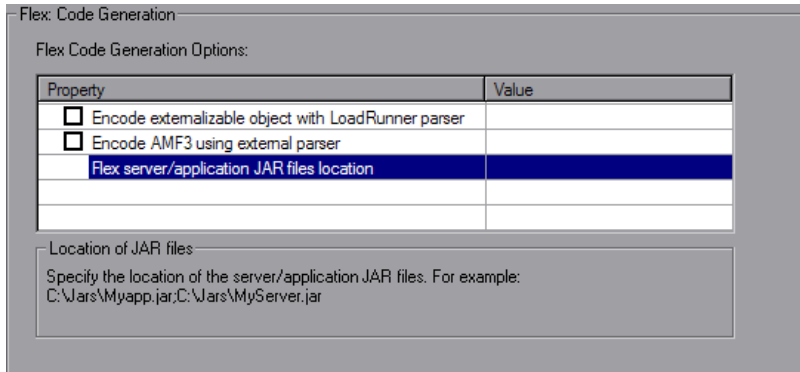 Flex: Code Generation
Flex Code Generation Options:
Property Value
Encode externalizable object with LoadRunner parser
Encode AMF3 using external parser
Flex server/application JAR files location
Location of JAR files
Specify the location of the server/application JAR files. For example:
C:\Jars\Myapp.jar;C:\Jars\MyServer.jar